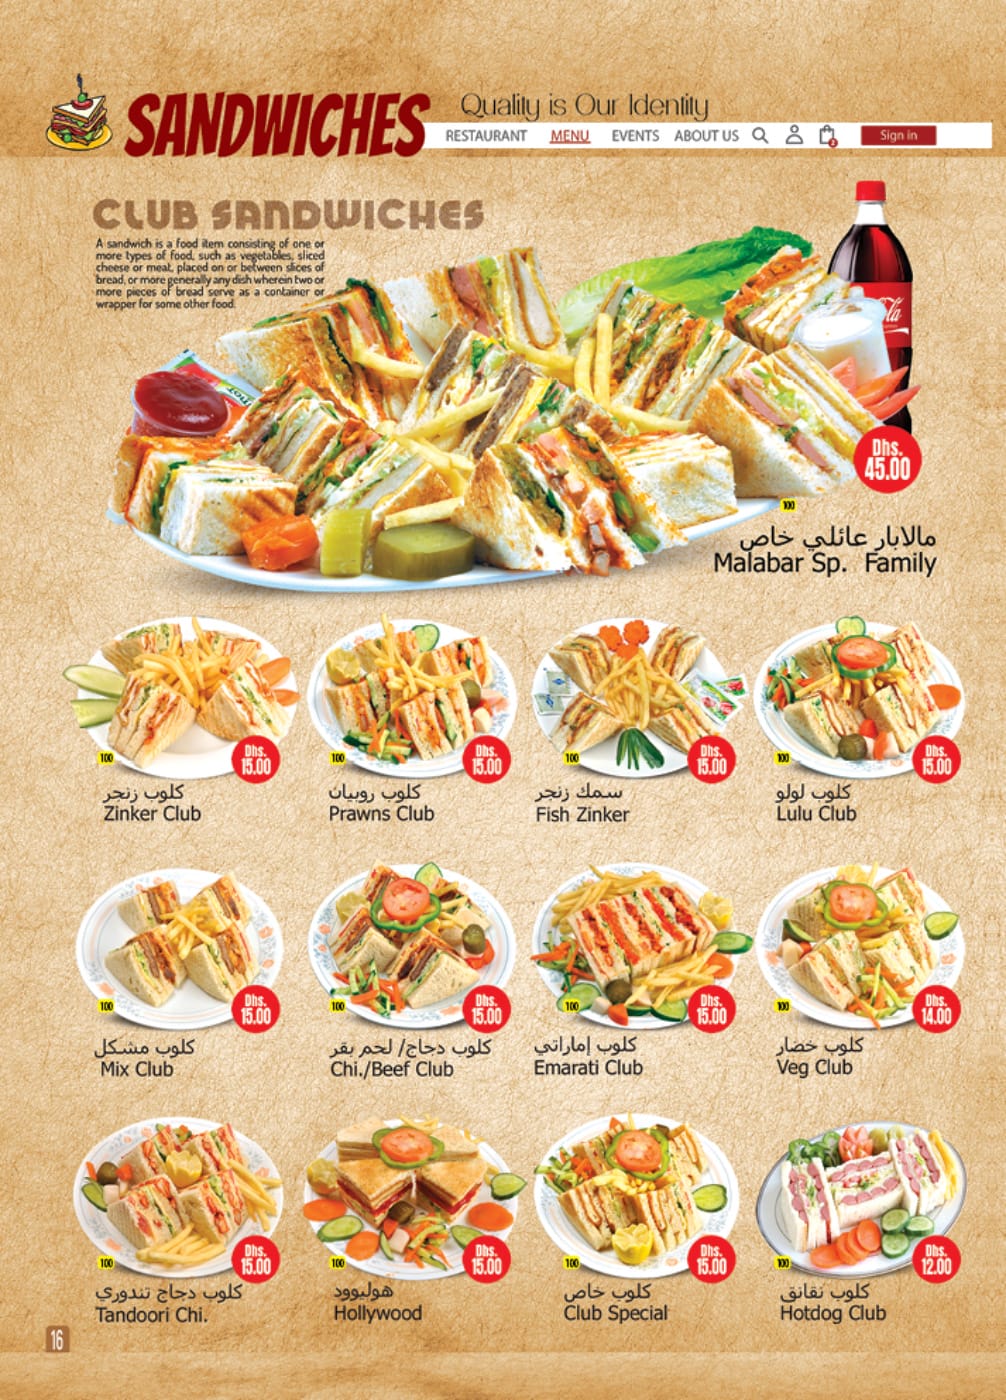 SANDWICHES
Quality is Our Identity
RESTAURANT MENU EVENTS ABOUT US 2 Sign in
CLUB SANDWICHES
A sandwich is a food item consisting of one or
more types of food, such as vegetables, sliced
cheese or meat, placed on or between slices of
bread, or more generally any dish wherein two or
more pieces of bread serve as a container or
wrapper for some other food.
Dhs.
45.00
100
مالابار عائلي خاص
Malabar Sp. Family
100
Dhs.
15.00
كلوب زنجر
Zinker Club
100
Dhs.
15.00
كلوب روبيان
Prawns Club
100
Dhs.
15.00
سمك زنجر
Fish Zinker
100
Dhs.
15.00
كلوب لولو
Lulu Club
100
Dhs.
15.00
كلوب مشكل
Mix Club
100
Dhs.
15.00
كلوب دجاج/ لحم بقر
Chi./Beef Club
100
Dhs.
15.00
كلوب إماراتي
Emarati Club
100
Dhs.
14.00
كلوب خضار
Veg Club
100
Dhs.
15.00
كلوب دجاج تندوري
Tandoori Chi.
100
Dhs.
15.00
هوليوود
Hollywood
100
Dhs.
15.00
كلوب خاص
Club Special
100
Dhs.
12.00
كلوب نقانق
Hotdog Club
16